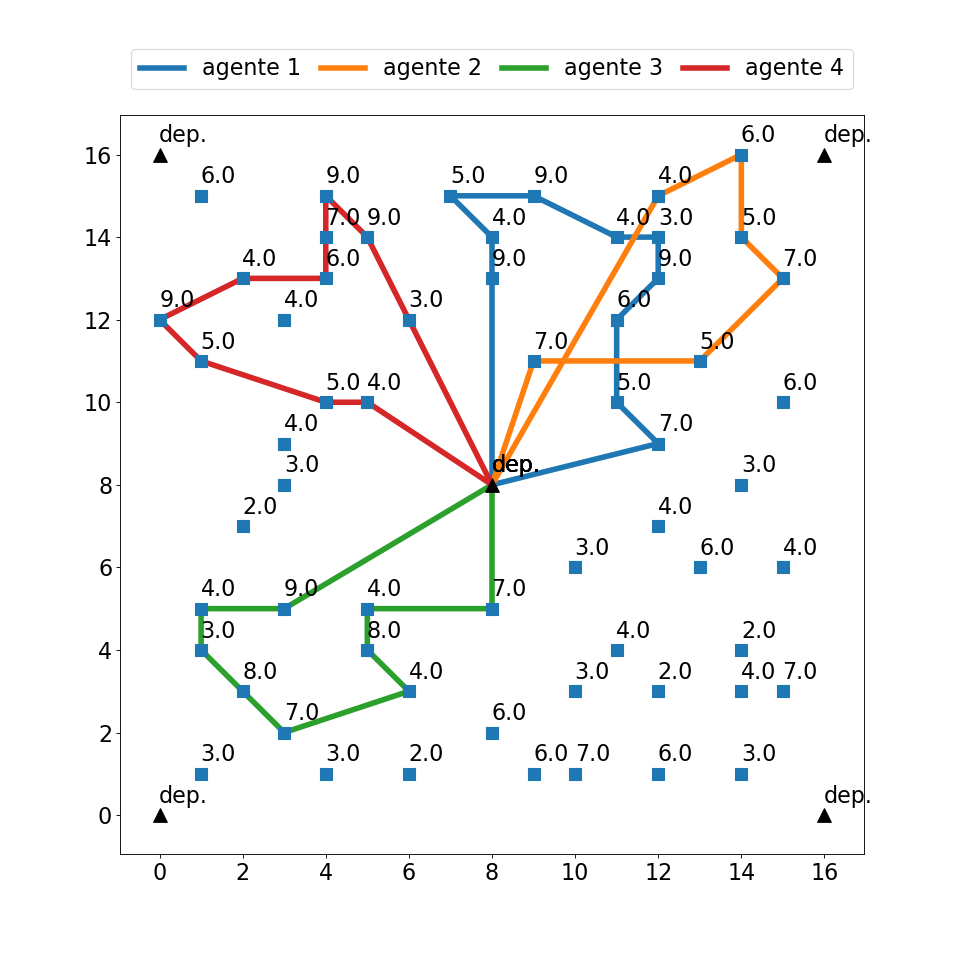 agente 1 agente 2 agente 3 agente 4
dep. 6.0 dep.
16
6.0 9.0 5.0 9.0 4.0
7.0 9.0 4.0 4.0 3.0 5.0
14
4.0 6.0 9.0 9.0 7.0
9.0 4.0 3.0 6.0
12
5.0 7.0 5.0
5.0 4.0 5.0 6.0
10
4.0 7.0
3.0 dep. dep. 3.0
8
2.0 4.0
3.0 6.0 4.0
6
4.0 9.0 4.0 7.0
3.0 8.0 4.0 2.0
4
8.0 4.0 3.0 2.0 4.0 7.0
7.0 6.0
2
3.0 3.0 2.0 6.0 7.0 6.0 3.0
dep. dep.
0
0 2 4 6 8 10 12 14 16